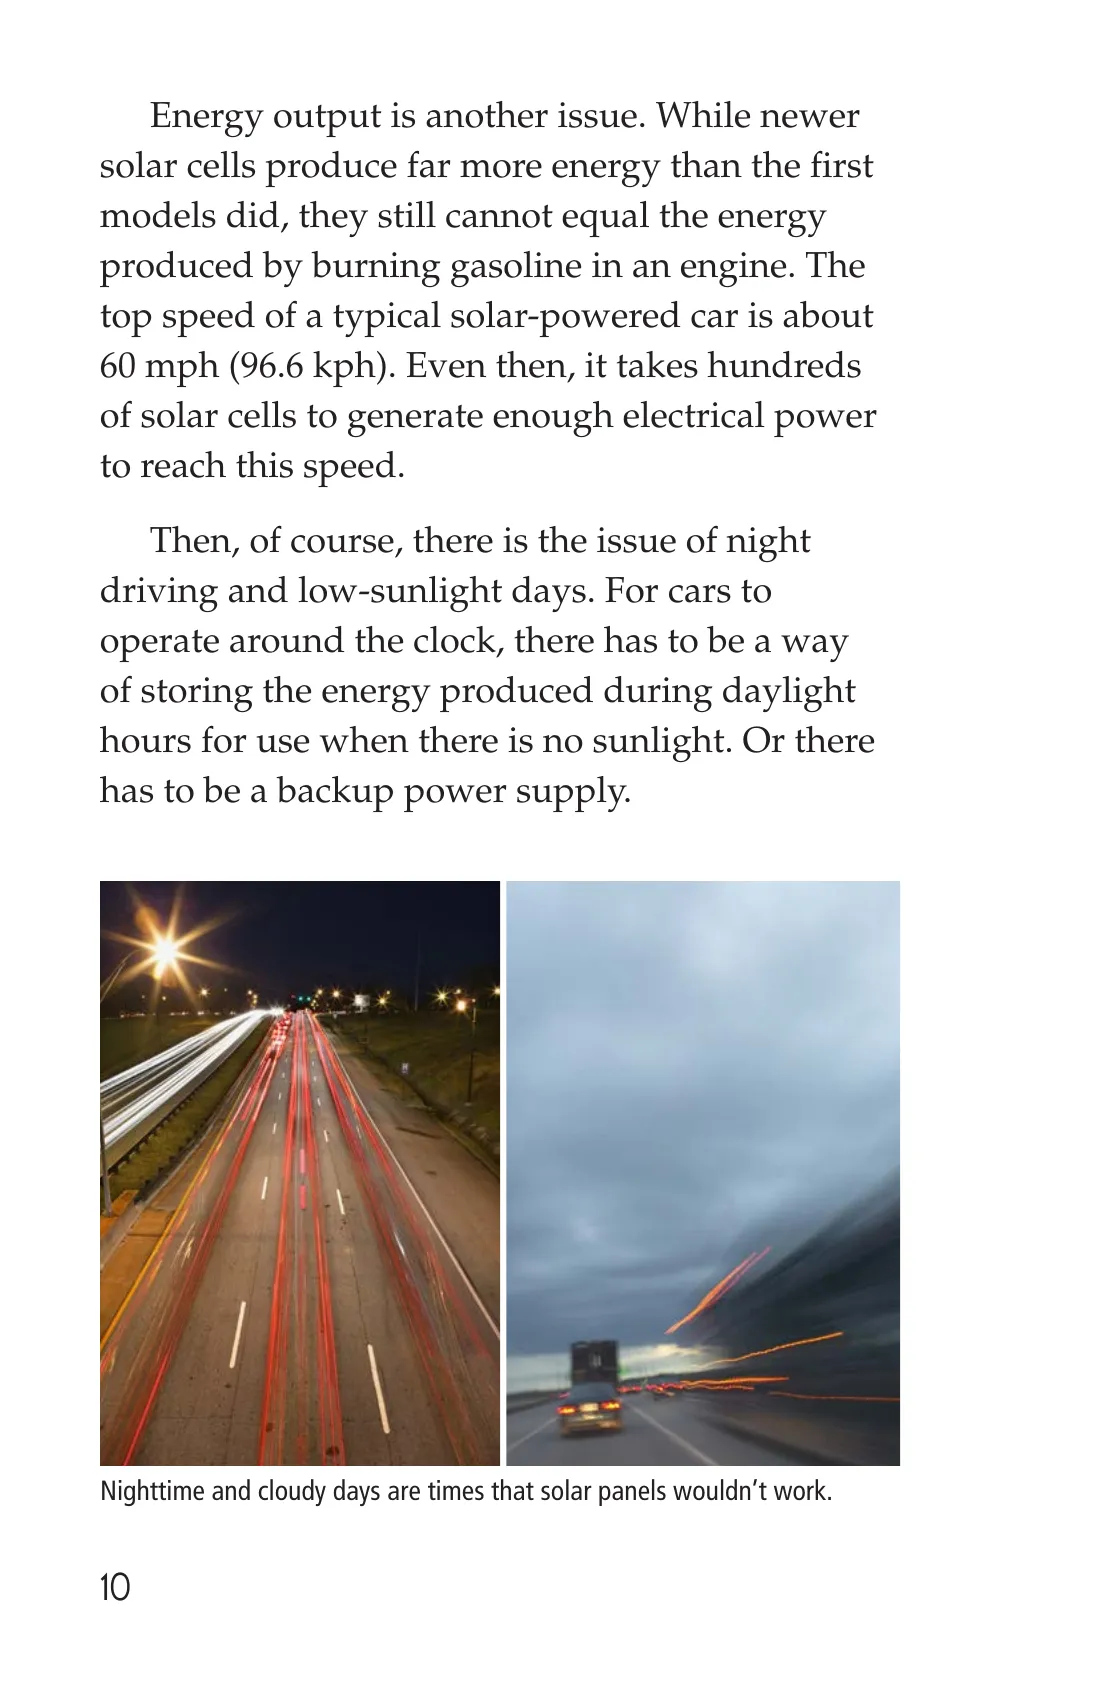 Energy output is another issue. While newer
solar cells produce far more energy than the first
models did, they still cannot equal the energy
produced by burning gasoline in an engine. The
top speed of a typical solar-powered car is about
60 mph (96.6 kph). Even then, it takes hundreds
of solar cells to generate enough electrical power
to reach this speed.
Then, of course, there is the issue of night
driving and low-sunlight days. For cars to
operate around the clock, there has to be a way
of storing the energy produced during daylight
hours for use when there is no sunlight. Or there
has to be a backup power supply.
Nighttime and cloudy days are times that solar panels wouldn’t work.
10